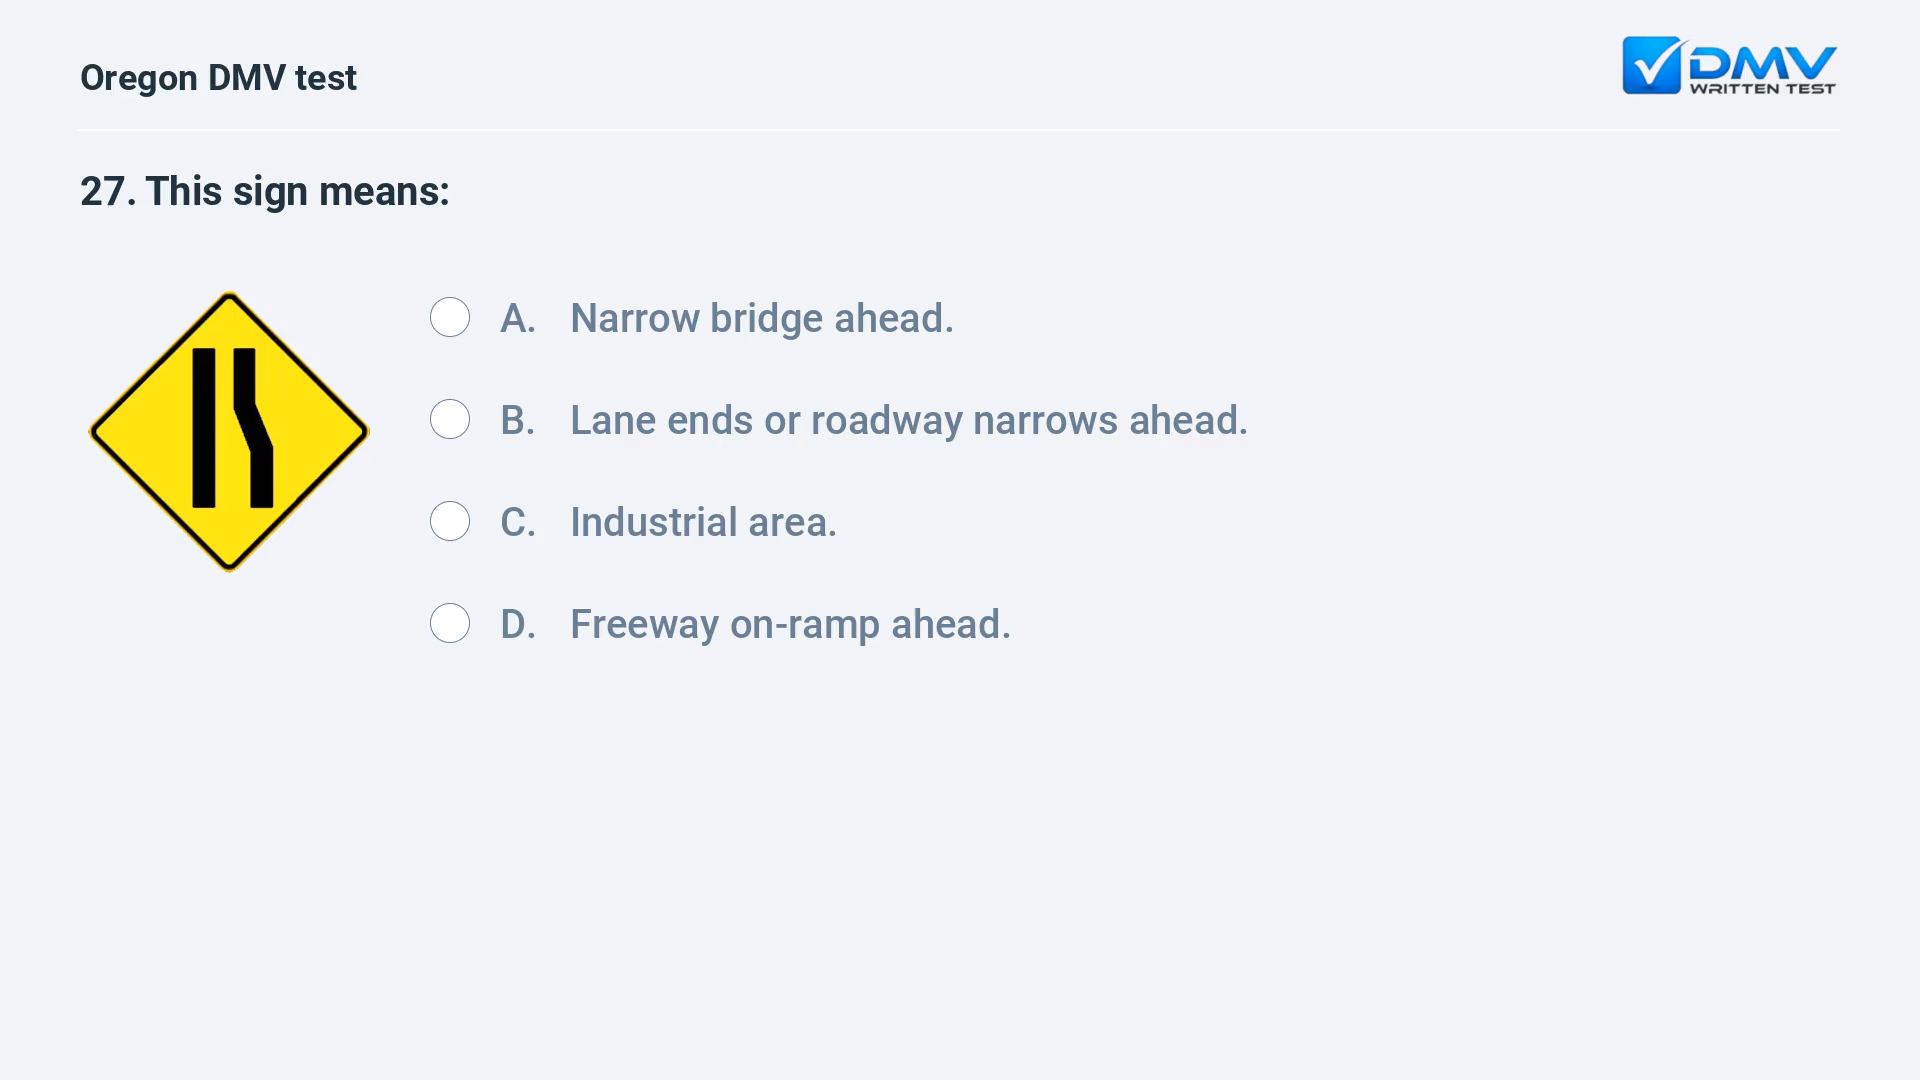 Oregon DMV test
DMV
WRITTEN TEST
27. This sign means:
A. Narrow bridge ahead.
B. Lane ends or roadway narrows ahead.
C. Industrial area.
D. Freeway on-ramp ahead.